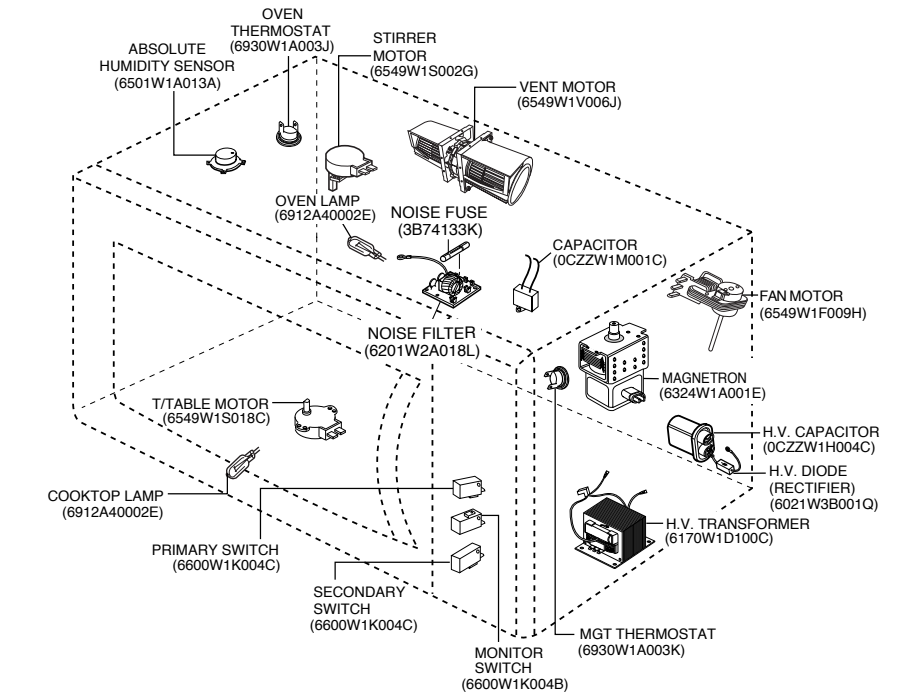 OVEN
THERMOSTAT
(6930W1A003J)
ABSOLUTE
HUMIDITY SENSOR
(6501W1A013A)
STIRRER
MOTOR
(6549W1S002G)
VENT MOTOR
(6549W1V006J)
OVEN LAMP
(6912A40002E)
NOISE FUSE
(3B74133K)
CAPACITOR
(0CZZW1M001C)
FAN MOTOR
(6549W1F009H)
NOISE FILTER
(6201W2A018L)
MAGNETRON
(6324W1A001E)
T/TABLE MOTOR
(6549W1S018C)
H.V. CAPACITOR
(0CZZW1H004C)
H.V. DIODE
(RECTIFIER)
(6021W3B001Q)
COOKTOP LAMP
(6912A40002E)
H.V. TRANSFORMER
(6170W1D100C)
PRIMARY SWITCH
(6600W1K004C)
SECONDARY
SWITCH
(6600W1K004C)
MGT THERMOSTAT
(6930W1A003K)
MONITOR
SWITCH
(6600W1K004B)